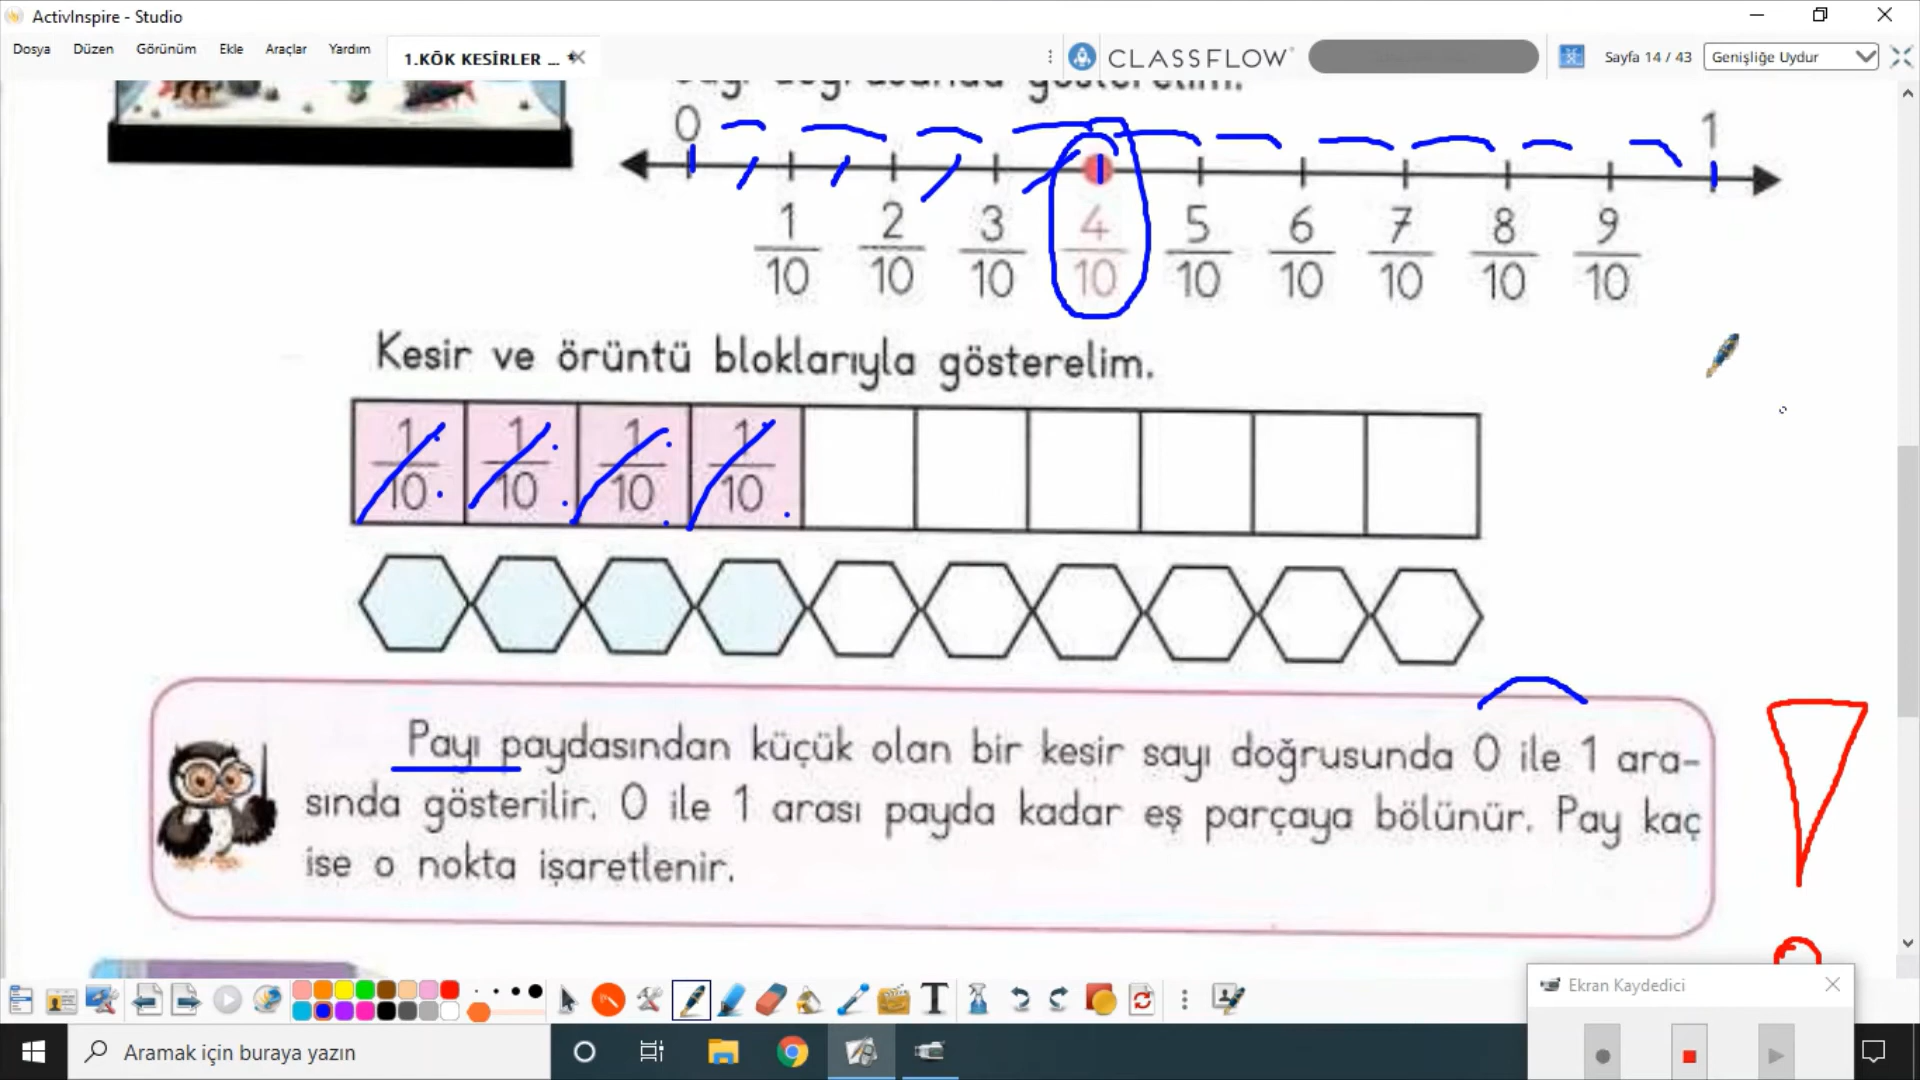 ActivInspire - Studio
Dosya Düzen Görünüm Ekle Araçlar Yardım
1.KÖK KESİRLER ...
CLASSFLOW
Sayfa 14 / 43
Genişliğe Uydur
sayı doğrusunda gösterelim.
0 1
1 2 3 4 5 6 7 8 9
10 10 10 10 10 10 10 10 10
Kesir ve örüntü bloklarıyla gösterelim.
1 1 1 1
10 10 10 10
Payı paydasından küçük olan bir kesir sayı doğrusunda 0 ile 1 ara-
sında gösterilir. 0 ile 1 arası payda kadar eş parçaya bölünür. Pay kaç
ise o nokta işaretlenir.
Ekran Kaydedici
Aramak için buraya yazın